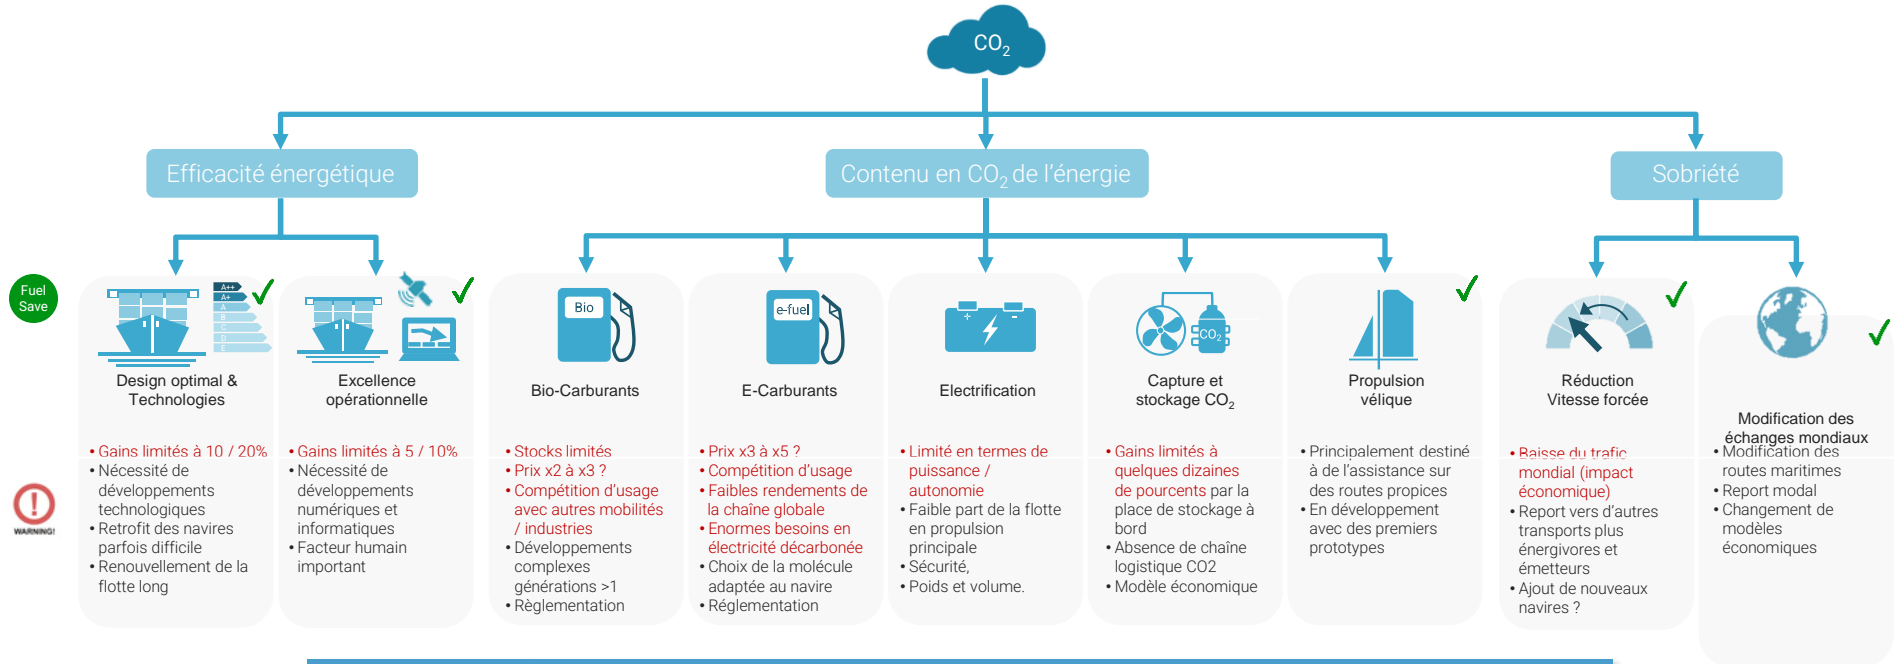 CO2
Efficacité énergétique
Contenu en CO2 de l'énergie
Sobriété
Fuel
Save
A++
A+
A
B
C
D
E
Design optimal &
Technologies
• Gains limités à 10 / 20%
• Nécessité de
développements
technologiques
• Retrofit des navires
parfois difficile
• Renouvellement de la
flotte long
Excellence
opérationnelle
• Gains limités à 5 / 10%
• Nécessité de
développements
numériques et
informatiques
• Facteur humain
important
Bio
Bio-Carburants
• Stocks limités
• Prix x2 à x3 ?
• Compétition d'usage
avec autres mobilités
/ industries
• Développements
complexes
générations >1
• Règlementation
e-fuel
E-Carburants
• Prix x3 à x5 ?
• Compétition d'usage
• Faibles rendements de
la chaîne globale
• Enormes besoins en
électricité décarbonée
• Choix de la molécule
adaptée au navire
• Réglementation
Electrification
• Limité en termes de
puissance /
autonomie
• Faible part de la flotte
en propulsion
principale
• Sécurité,
• Poids et volume.
CO2
Capture et
stockage CO2
• Gains limités à
quelques dizaines
de pourcents par la
place de stockage à
bord
• Absence de chaîne
logistique CO2
• Modèle économique
Propulsion
vélique
• Principalement destiné
à de l'assistance sur
des routes propices
• En développement
avec des premiers
prototypes
Réduction
Vitesse forcée
• Baisse du trafic
mondial (impact
économique)
• Report vers d'autres
transports plus
énergivores et
émetteurs
• Ajout de nouveaux
navires ?
Modification des
échanges mondiaux
• Modification des
routes maritimes
• Report modal
• Changement de
modèles
économiques
WARNING!